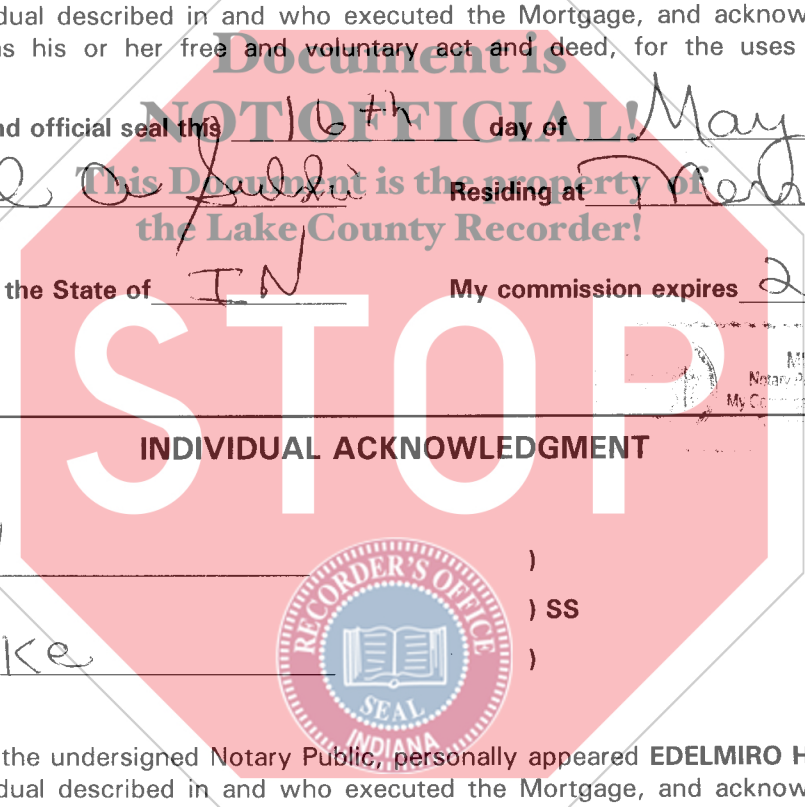 dual described in and who executed the Mortgage, and acknow
as his or her free and voluntary act and deed, for the uses
Document is
nd official seal this 16th day of May
NOT OFFICIAL!
This Document is the property of
Residing at
the Lake County Recorder!
the State of IN My commission expires 2
STOP
Notary P
My Co
INDIVIDUAL ACKNOWLEDGMENT
)
) SS
ke )
RECORDER'S OFFICE
SEAL
INDIANA
the undersigned Notary Public, personally appeared EDELMIRO H
dual described in and who executed the Mortgage, and acknow